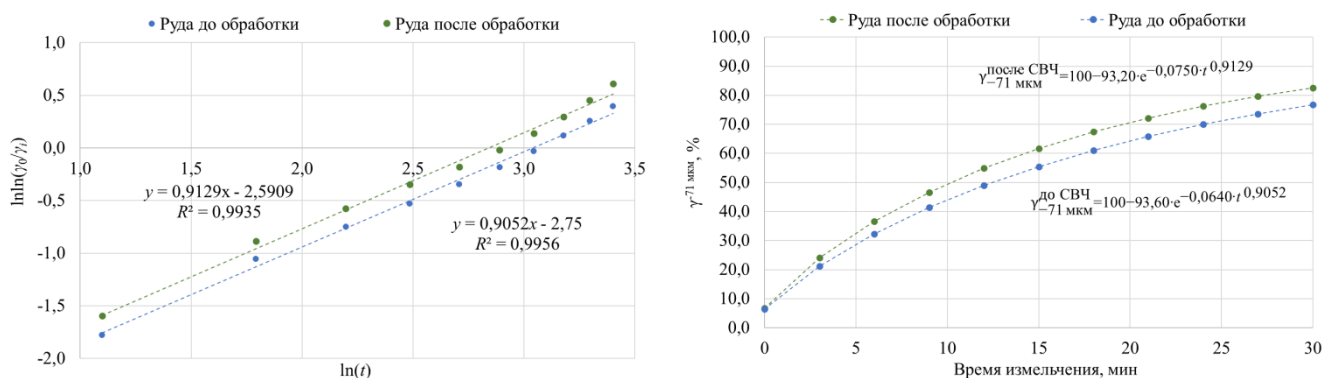 Руда до обработки
Руда после обработки
1,0
0,5
0,0
-0,5
-1,0
-1,5
-2,0
1,0
1,5
2,0
2,5
3,0
3,5
lnln(γ₀/γᵢ)
ln(t)
y = 0,9129x - 2,5909
R² = 0,9935
y = 0,9052x - 2,75
R² = 0,9956
Руда после обработки
Руда до обработки
100,0
90,0
80,0
70,0
60,0
50,0
40,0
30,0
20,0
10,0
0,0
0
5
10
15
20
25
30
γ⁻⁷¹ ᵐᵏᵐ, %
Время измельчения, мин
γ₋₇₁ мкм после СВЧ=100−93,20·e−0,0750·t 0,9129
γ₋₇₁ мкм до СВЧ=100−93,60·e−0,0640·t 0,9052